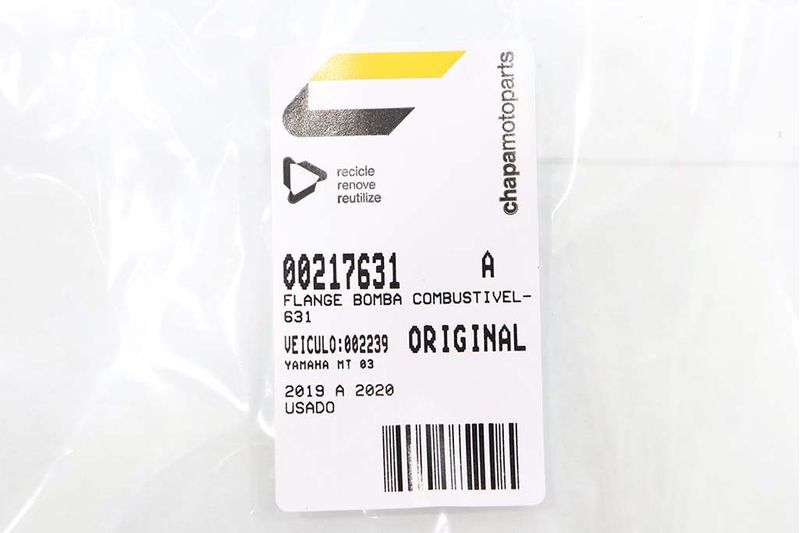 chapamotoparts
recicle
renove
reutilize
00217631 A
FLANGE BOMBA COMBUSTIVEL-
631
VEICULO:002239 ORIGINAL
YAMAHA MT 03
2019 A 2020
USADO